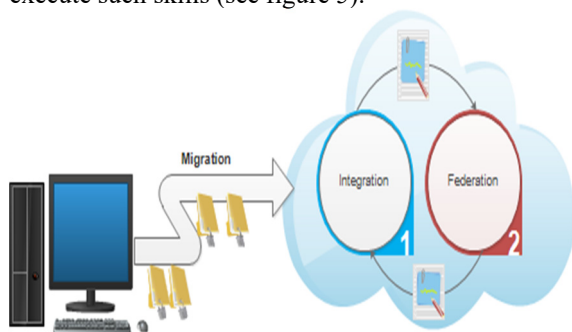 execute such skills (see figure 5).
Migration
Integration
Federation
1
2